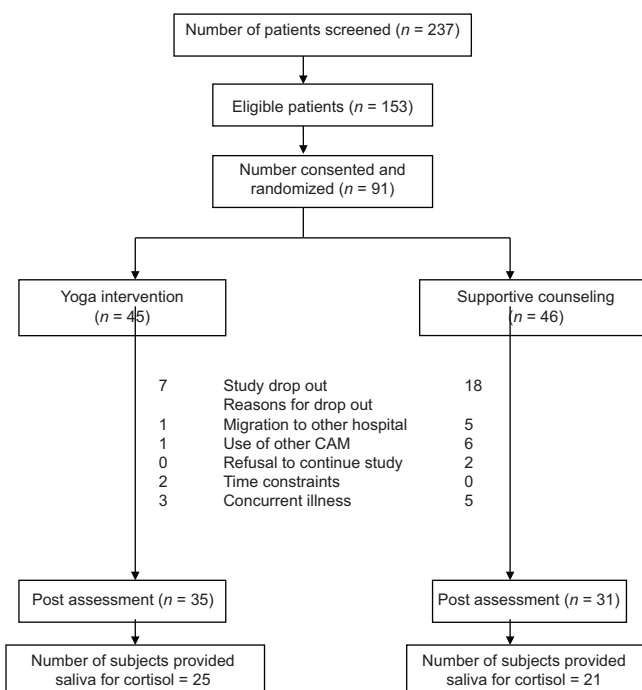 Number of patients screened (n = 237)
Eligible patients (n = 153)
Number consented and
randomized (n = 91)
Yoga intervention
(n = 45)
Supportive counseling
(n = 46)
7 Study drop out 18
Reasons for drop out
1 Migration to other hospital 5
1 Use of other CAM 6
0 Refusal to continue study 2
2 Time constraints 0
3 Concurrent illness 5
Post assessment (n = 35)
Post assessment (n = 31)
Number of subjects provided
saliva for cortisol = 25
Number of subjects provided
saliva for cortisol = 21